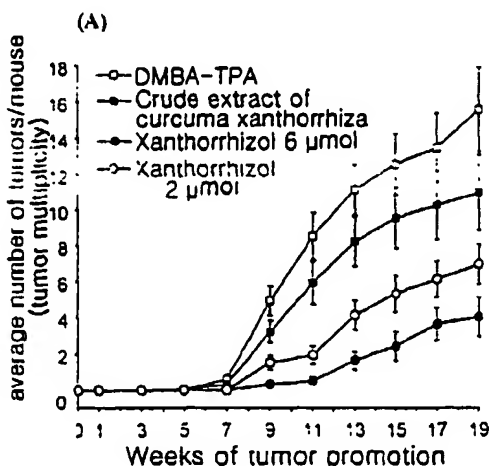 (A)
18
16
14
12
10
8
6
4
2
0
average number of tumors/mouse
(tumor multiplicity)
DMBA-TPA
Crude extract of
curcuma xanthorrhiza
Xanthorrhizol 6 µmol
Xanthorrhizol
2 µmol
0 1 3 5 7 9 11 13 15 17 19
Weeks of tumor promotion